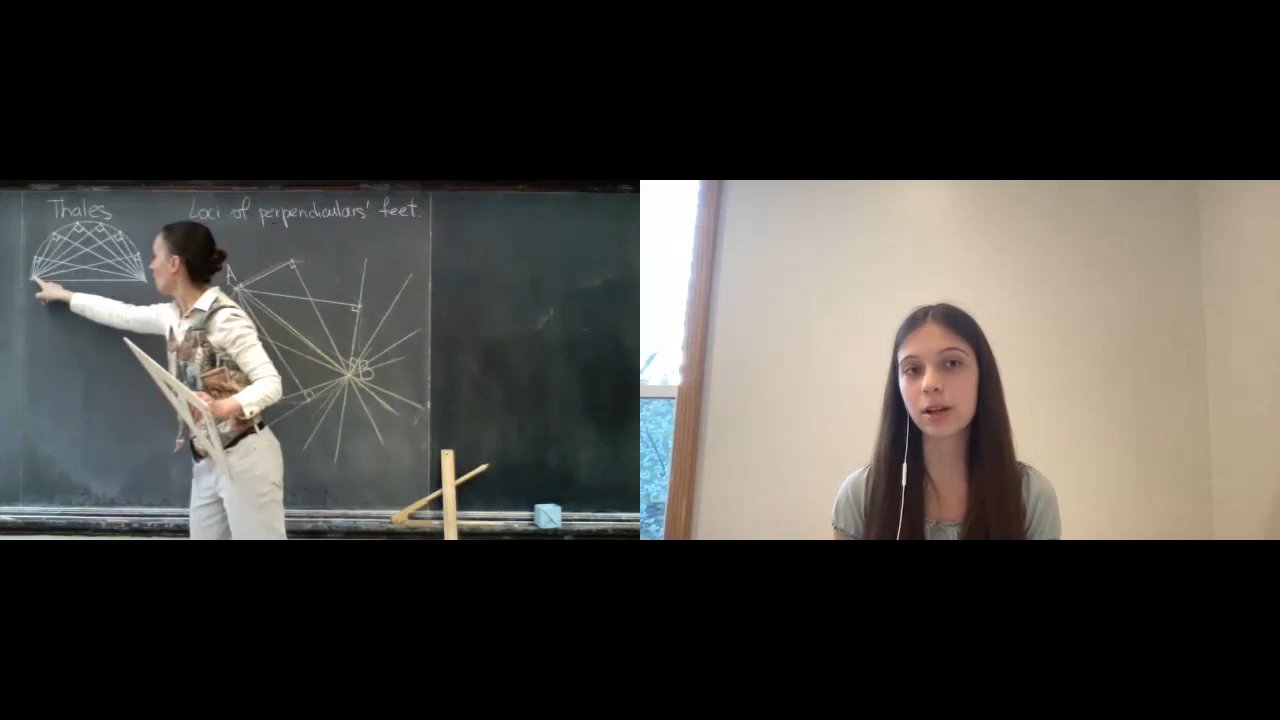 Thales
Loci of perpendiculars' feet.
A
B